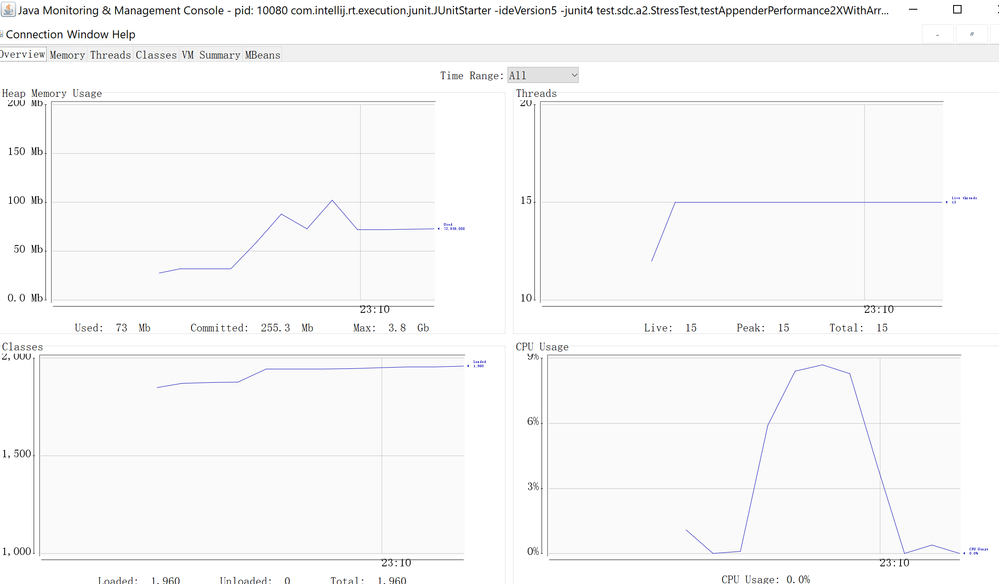 Java Monitoring & Management Console - pid: 10080 com.intellij.rt.execution.junit.JUnitStarter -ideVersion5 -junit4 test.sdc.a2.StressTest,testAppenderPerformance2XWithArr...
Connection Window Help
Overview Memory Threads Classes VM Summary MBeans
Time Range: All
Heap Memory Usage
200 Mb
150 Mb
100 Mb
50 Mb
0.0 Mb
Used
72,959,808
23:10
Used: 73 Mb Committed: 255.3 Mb Max: 3.8 Gb
Threads
20
15
10
Live threads
15
23:10
Live: 15 Peak: 15 Total: 15
Classes
2,000
1,500
1,000
Loaded
1,960
23:10
Loaded: 1,960 Unloaded: 0 Total: 1,960
CPU Usage
9%
6%
3%
0%
CPU Usage
0.0%
23:10
CPU Usage: 0.0%